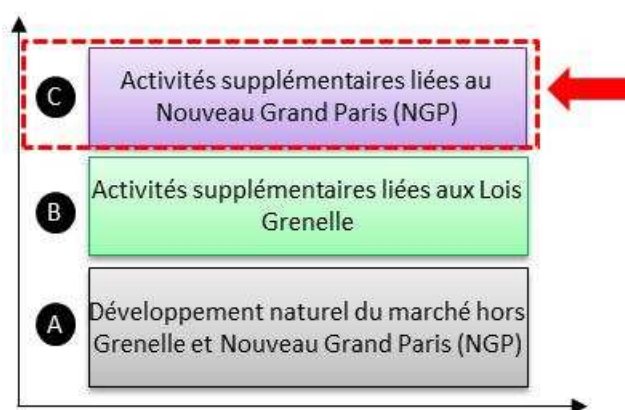 C
Activités supplémentaires liées au
Nouveau Grand Paris (NGP)
B
Activités supplémentaires liées aux Lois
Grenelle
A
Développement naturel du marché hors
Grenelle et Nouveau Grand Paris (NGP)